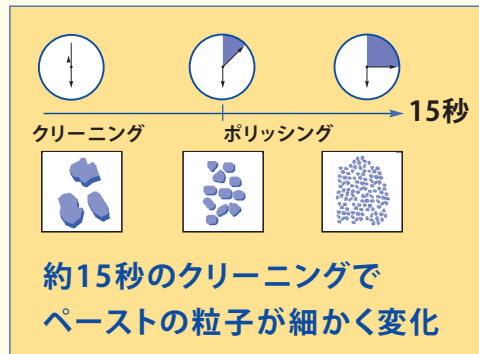 15秒
クリーニング
ポリッシング
約15秒のクリーニングで
ペーストの粒子が細かく変化